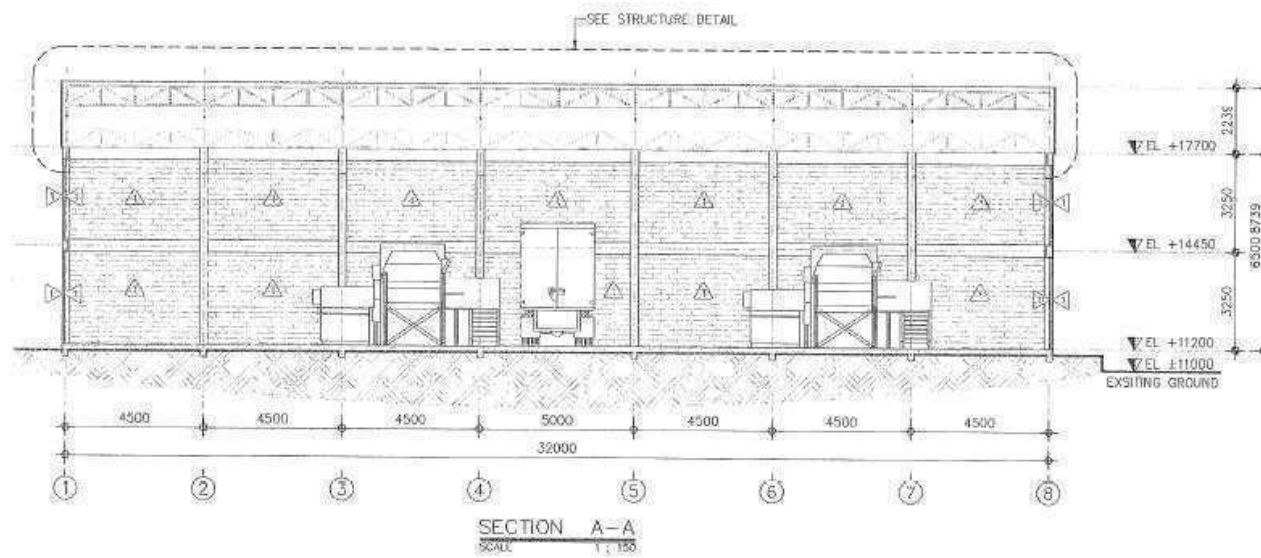 SEE STRUCTURE DETAIL
2239
EL +17700
3250
6500
8739
EL +14450
3250
EL +11200
EL ±11000
EXSITING GROUND
4500 4500 4500 5000 4500 4500 4500
32000
1 2 3 4 5 6 7 8
SECTION A-A
SCALE 1 : 150